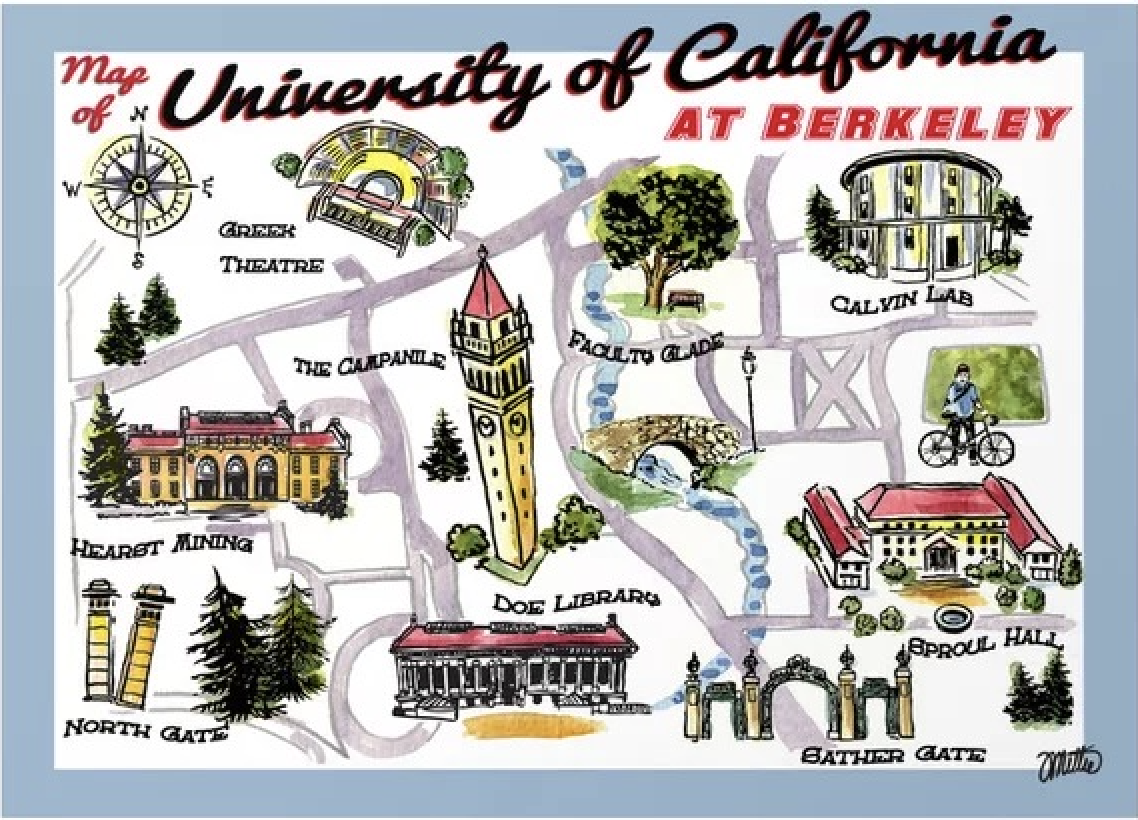 Map
of
University of California
AT BERKELEY
N
W
E
S
GREEK
THEATRE
CALVIN LAB
THE CAMPANILE
FACULTY GLADE
HEARST MINING
DOE LIBRARY
SPROUL HALL
NORTH GATE
SATHER GATE